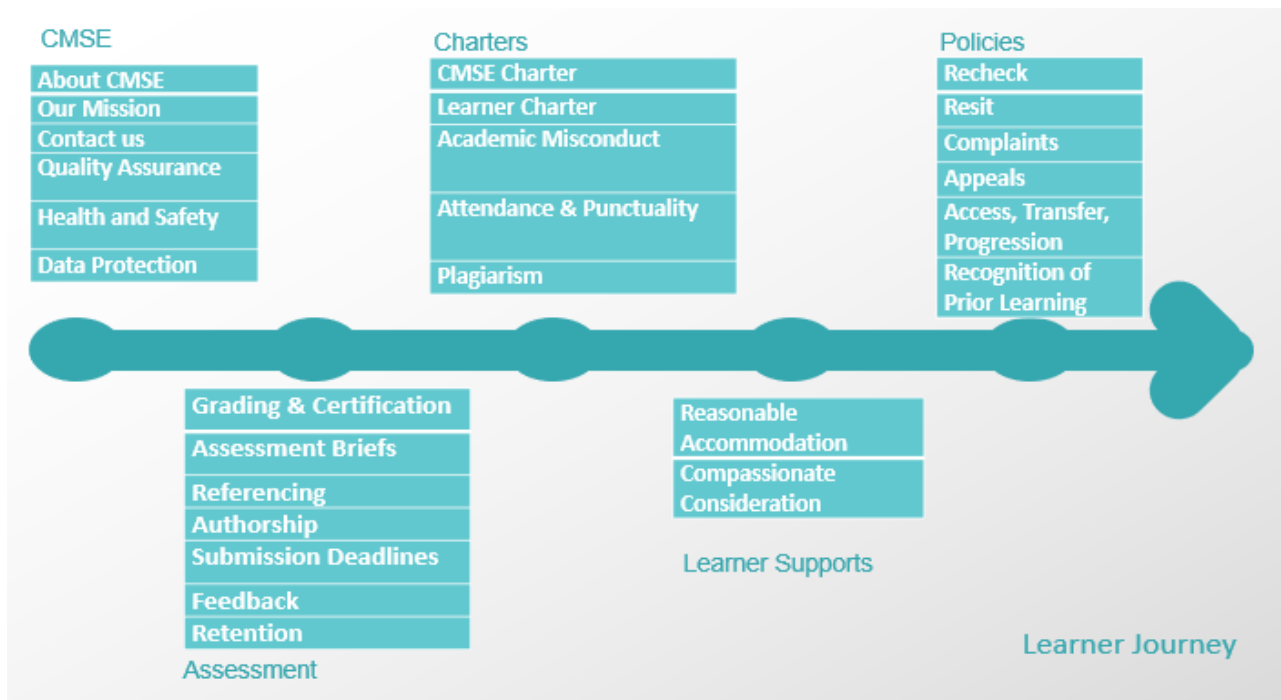 CMSE
About CMSE
Our Mission
Contact us
Quality Assurance
Health and Safety
Data Protection
Charters
CMSE Charter
Learner Charter
Academic Misconduct
Attendance & Punctuality
Plagiarism
Policies
Recheck
Resit
Complaints
Appeals
Access, Transfer,
Progression
Recognition of
Prior Learning
Grading & Certification
Assessment Briefs
Referencing
Authorship
Submission Deadlines
Feedback
Retention
Assessment
Reasonable
Accommodation
Compassionate
Consideration
Learner Supports
Learner Journey